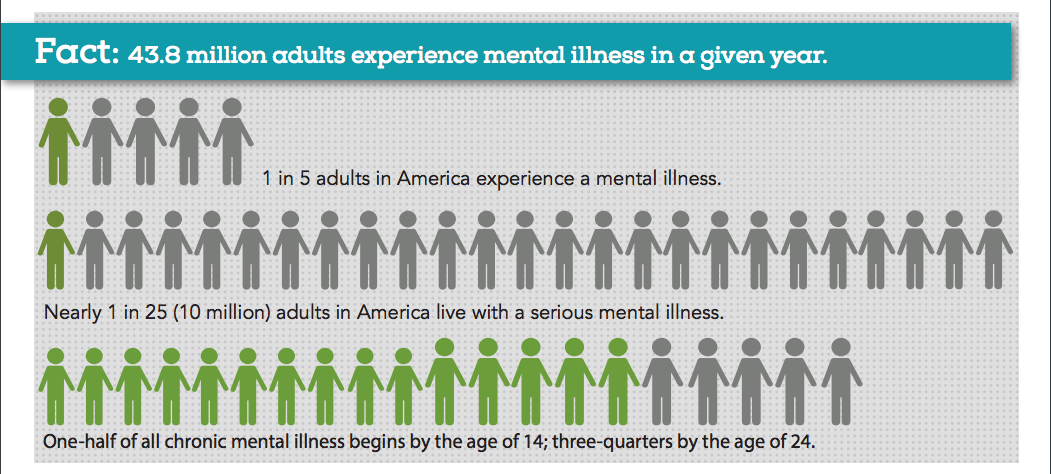 Fact: 43.8 million adults experience mental illness in a given year.
1 in 5 adults in America experience a mental illness.
Nearly 1 in 25 (10 million) adults in America live with a serious mental illness.
One-half of all chronic mental illness begins by the age of 14; three-quarters by the age of 24.